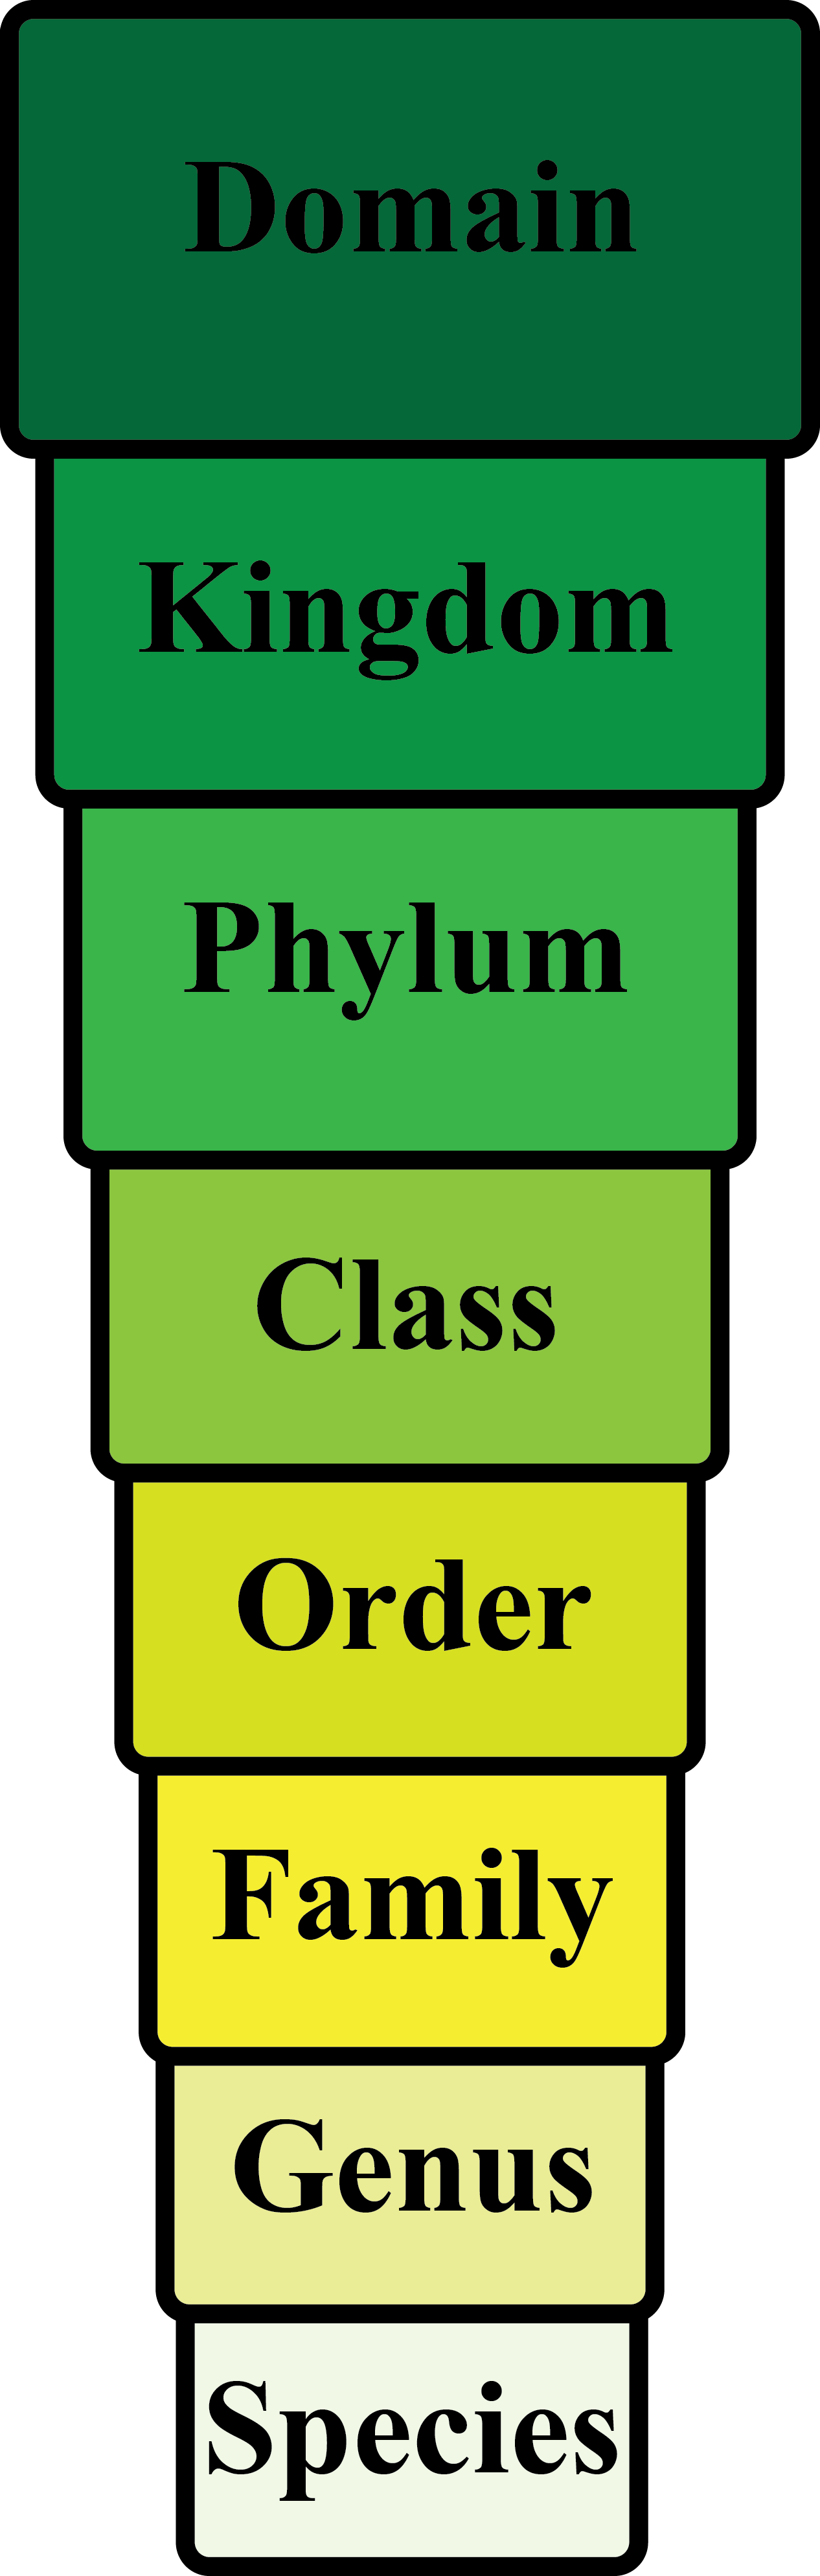 Domain
Kingdom
Phylum
Class
Order
Family
Genus
Species